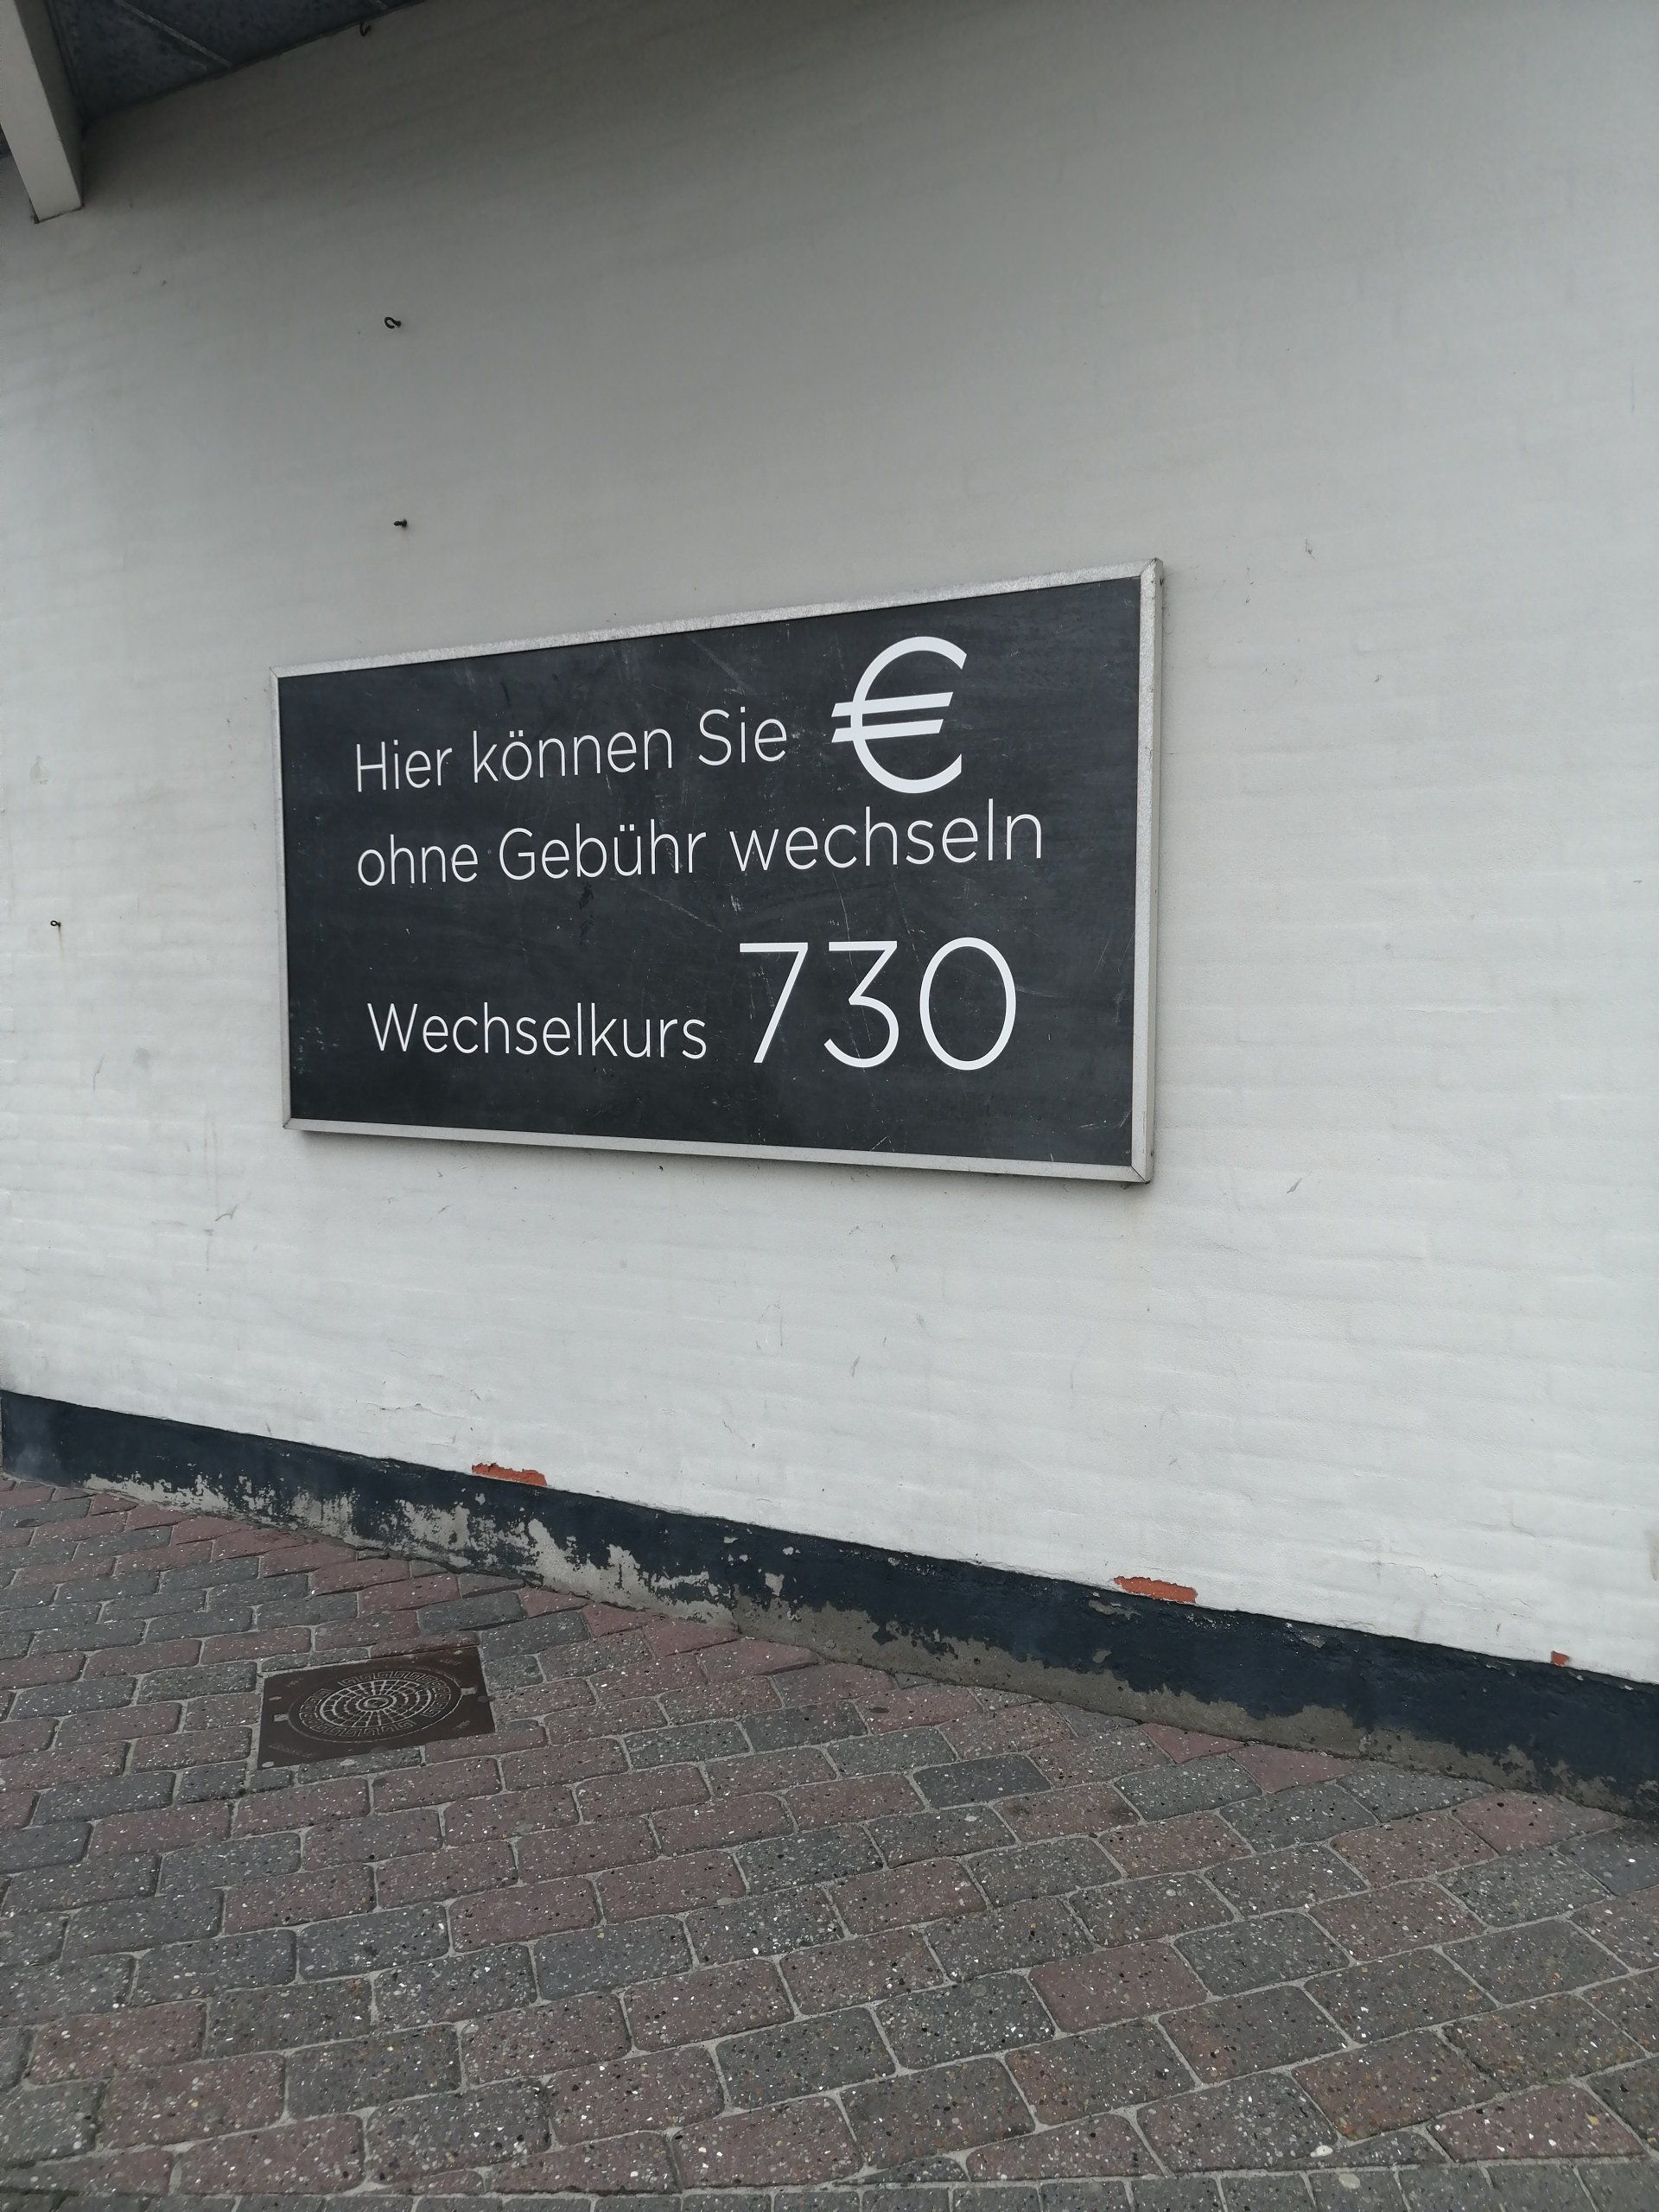 Hier können Sie €
ohne Gebühr wechseln
Wechselkurs 730